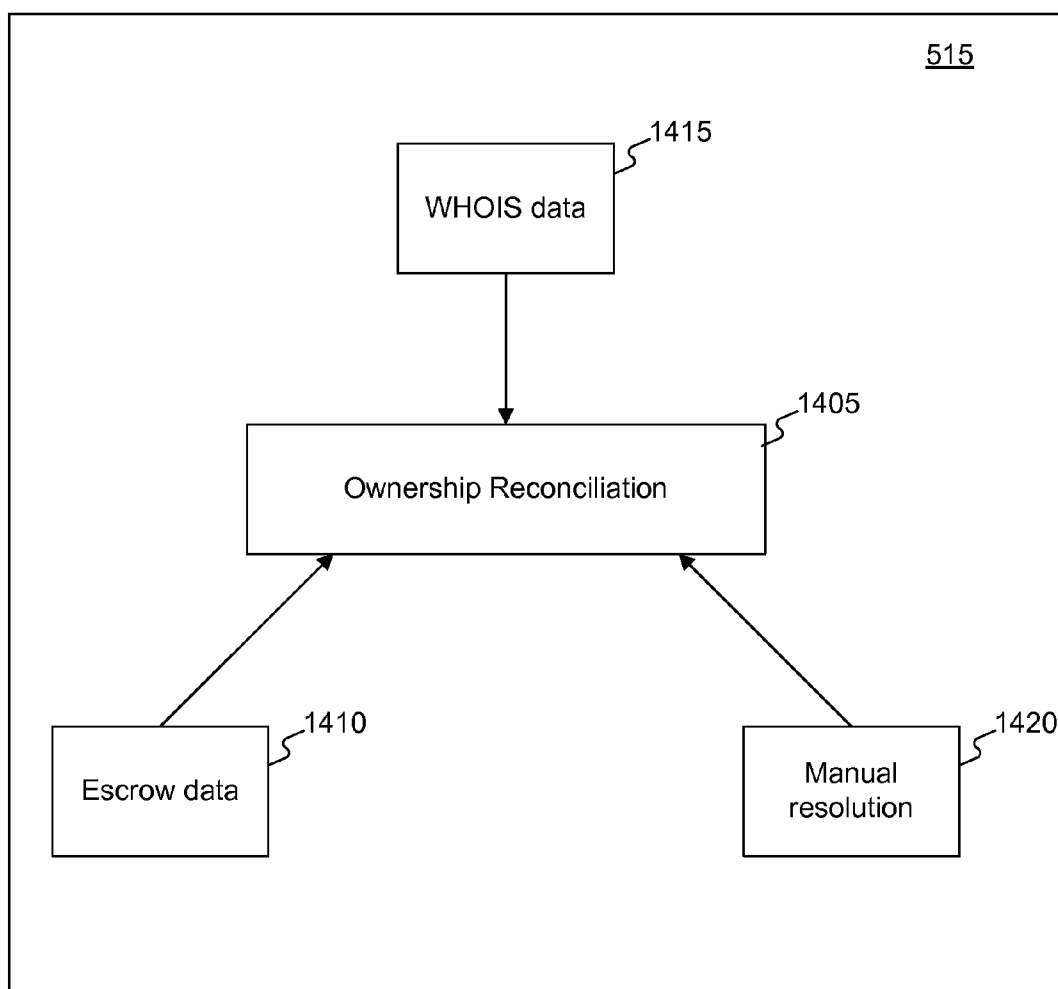 515
1415
WHOIS data
1405
Ownership Reconciliation
1410
Escrow data
1420
Manual
resolution